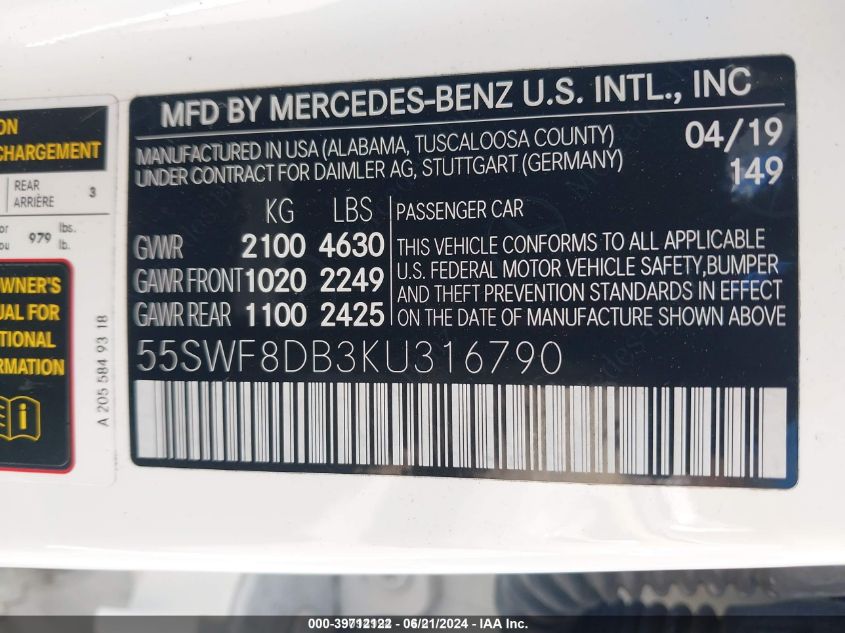 MFD BY MERCEDES-BENZ U.S. INTL., INC
MANUFACTURED IN USA (ALABAMA, TUSCALOOSA COUNTY)
UNDER CONTRACT FOR DAIMLER AG, STUTTGART (GERMANY)
04/19
149
KG LBS
GVWR 2100 4630
GAWR FRONT 1020 2249
GAWR REAR 1100 2425
PASSENGER CAR
THIS VEHICLE CONFORMS TO ALL APPLICABLE
U.S. FEDERAL MOTOR VEHICLE SAFETY,BUMPER
AND THEFT PREVENTION STANDARDS IN EFFECT
ON THE DATE OF MANUFACTURE SHOWN ABOVE
55SWF8DB3KU316790
ON
CHARGEMENT
REAR 3
ARRIÈRE
or 979 lbs.
ou lb.
OWNER'S
UAL FOR
TIONAL
RMATION
A 205 584 93 18
000-39712122 - 06/21/2024 - IAA, Inc.